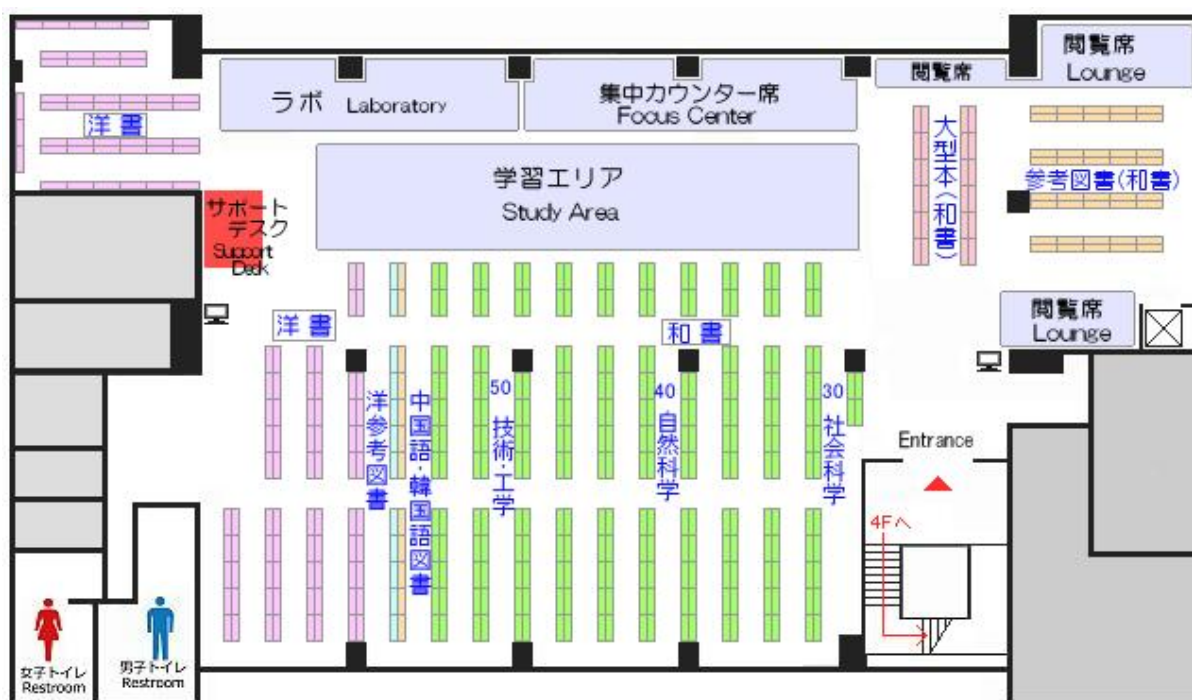 閲覧席
Lounge
閲覧席
ラボ Laboratory
集中カウンター席
Focus Center
洋書
大型本(和書)
学習エリア
Study Area
参考図書(和書)
サポート
デスク
Support
Deck
閲覧席
Lounge
洋書
和書
洋参考図書
中国語・韓国語図書
50 技術・工学
40 自然科学
30 社会科学
Entrance
4Fへ
女子トイレ
Restroom
男子トイレ
Restroom